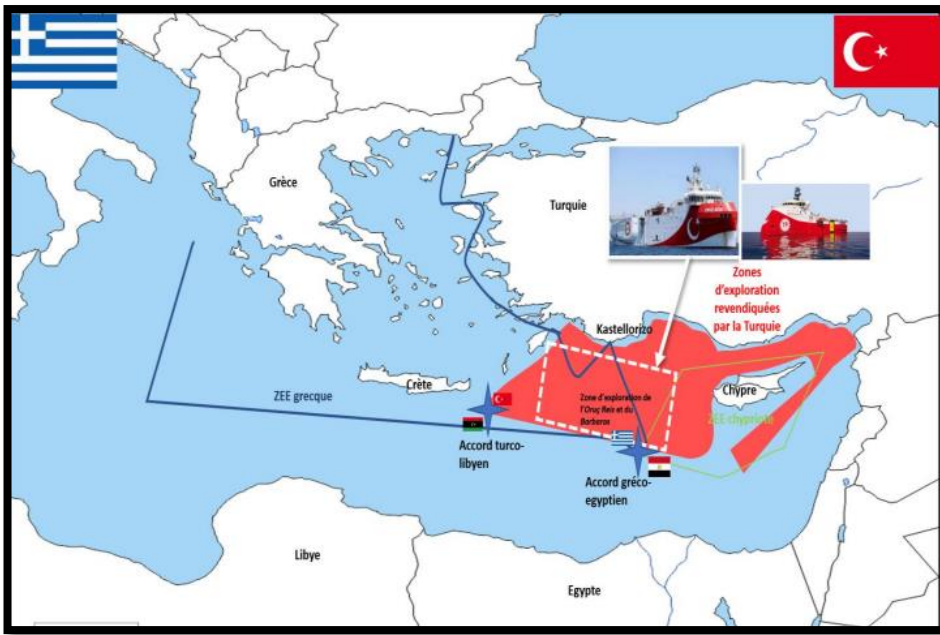 Grèce
Turquie
Zones
d'exploration
revendiquées
par la Turquie
Kastellorizo
Crète
Chypre
ZEE grecque
Zone d'exploration de
l'Oruç Reis et du
Barbaros
ZEE chypriote
Accord turco-
libyen
Accord gréco-
egyptien
Libye
Egypte